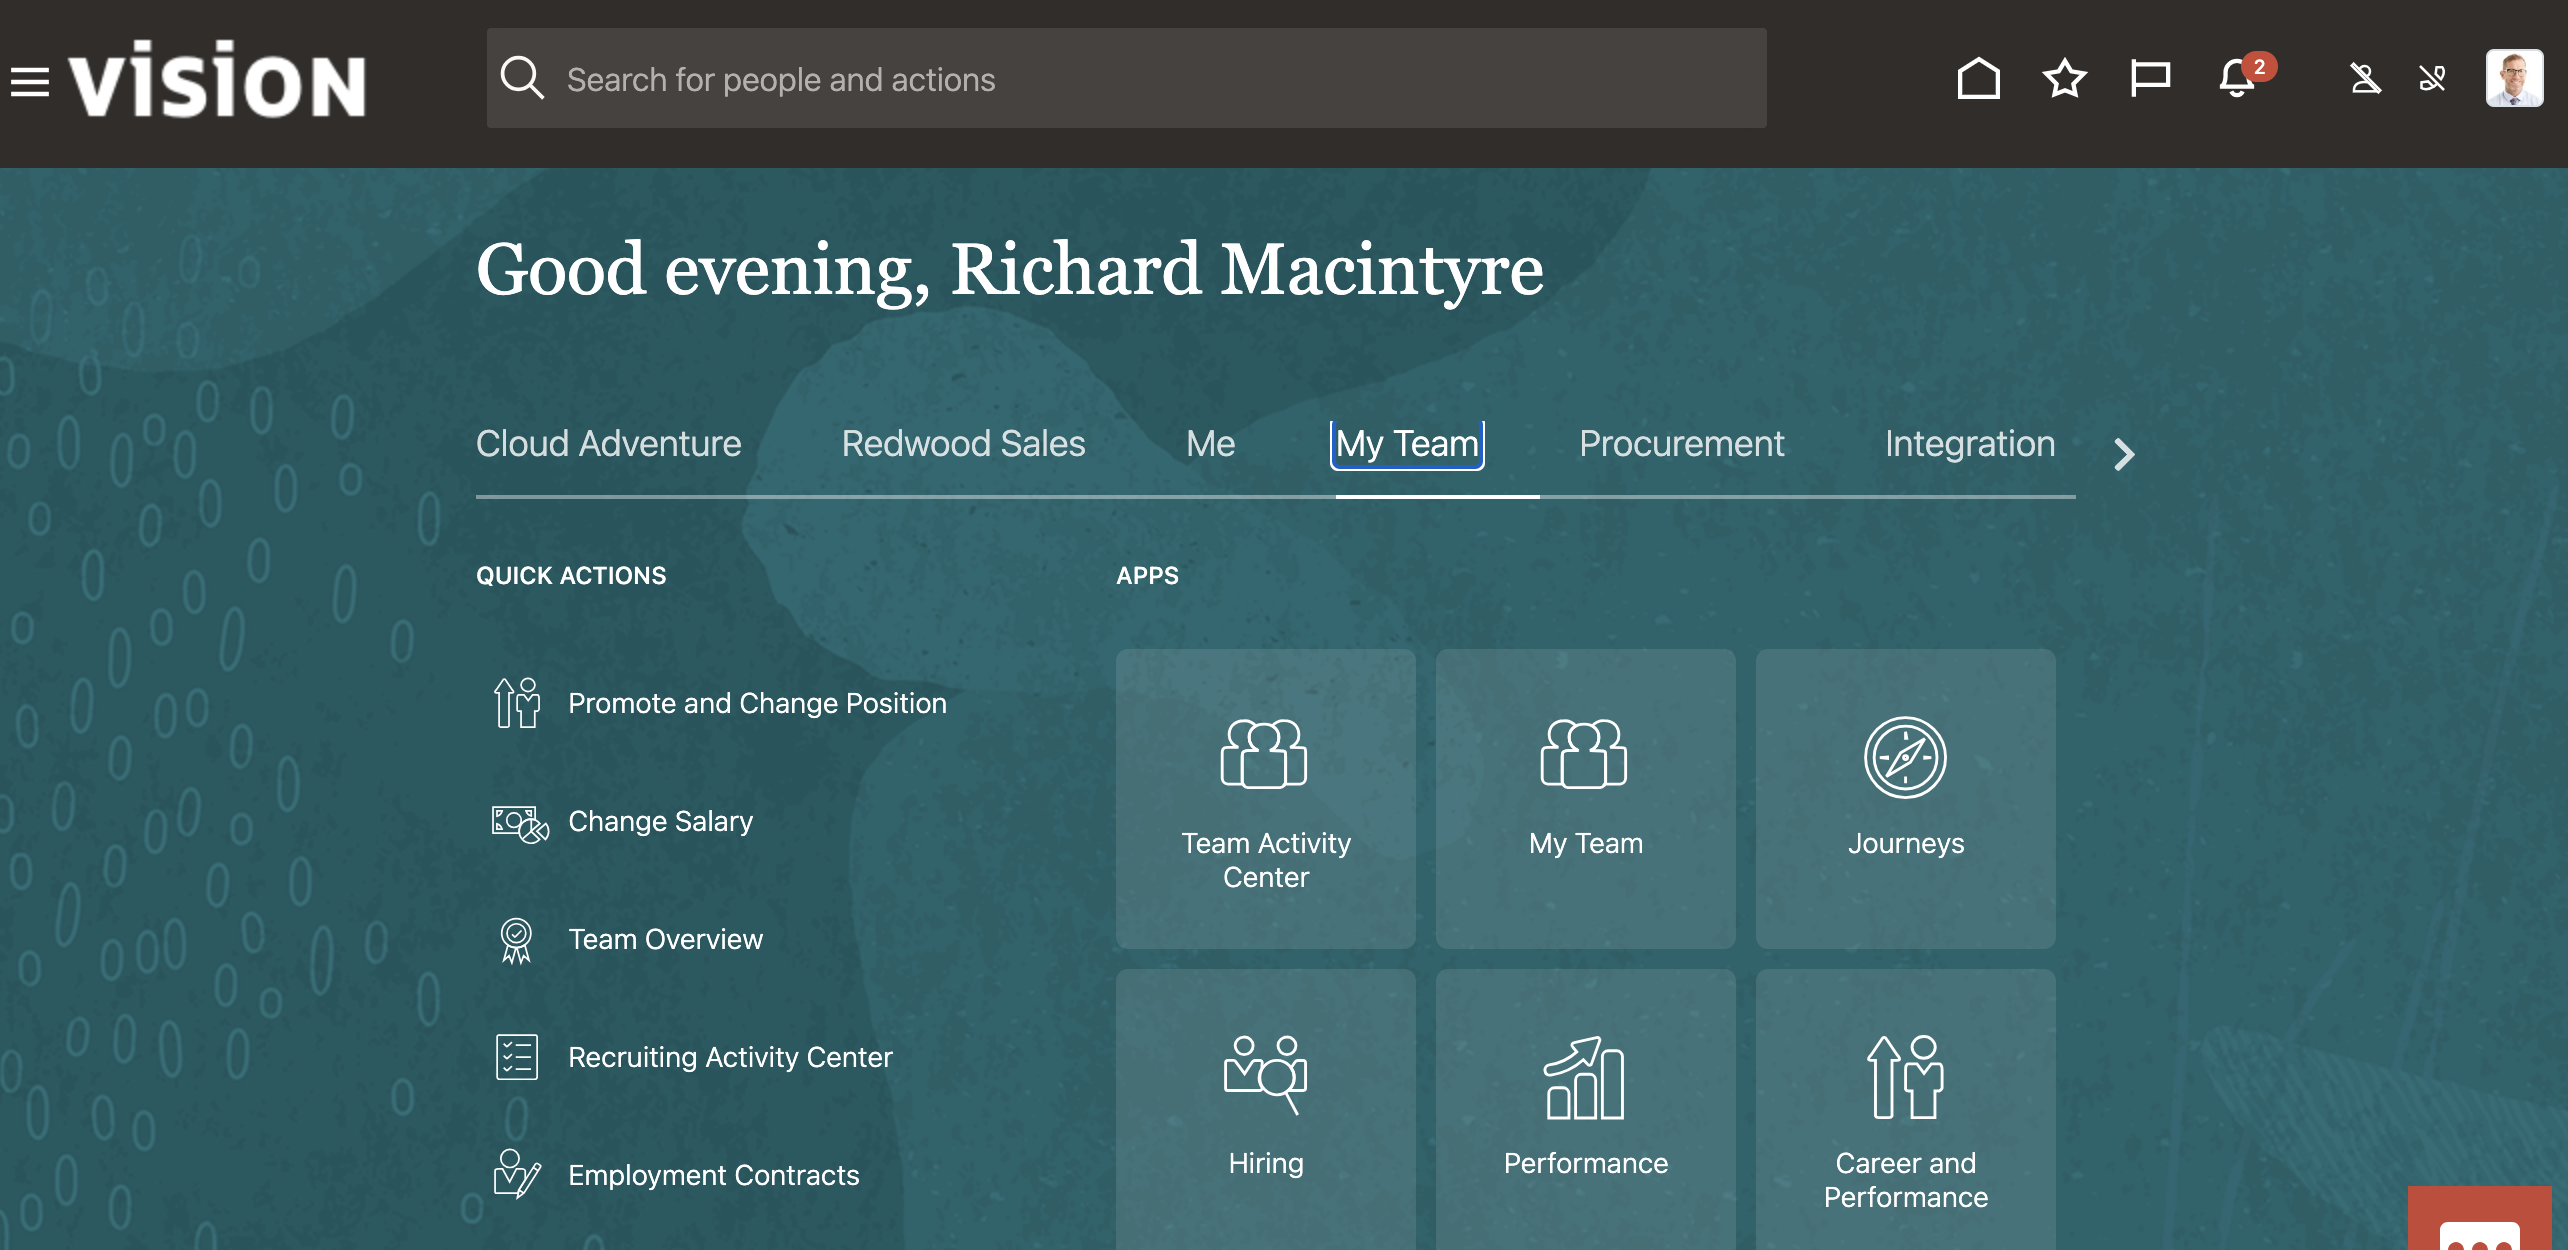 vision
Search for people and actions
2
Good evening, Richard Macintyre
Cloud Adventure
Redwood Sales
Me
My Team
Procurement
Integration
QUICK ACTIONS
Promote and Change Position
Change Salary
Team Overview
Recruiting Activity Center
Employment Contracts
APPS
Team Activity
Center
My Team
Journeys
Hiring
Performance
Career and
Performance